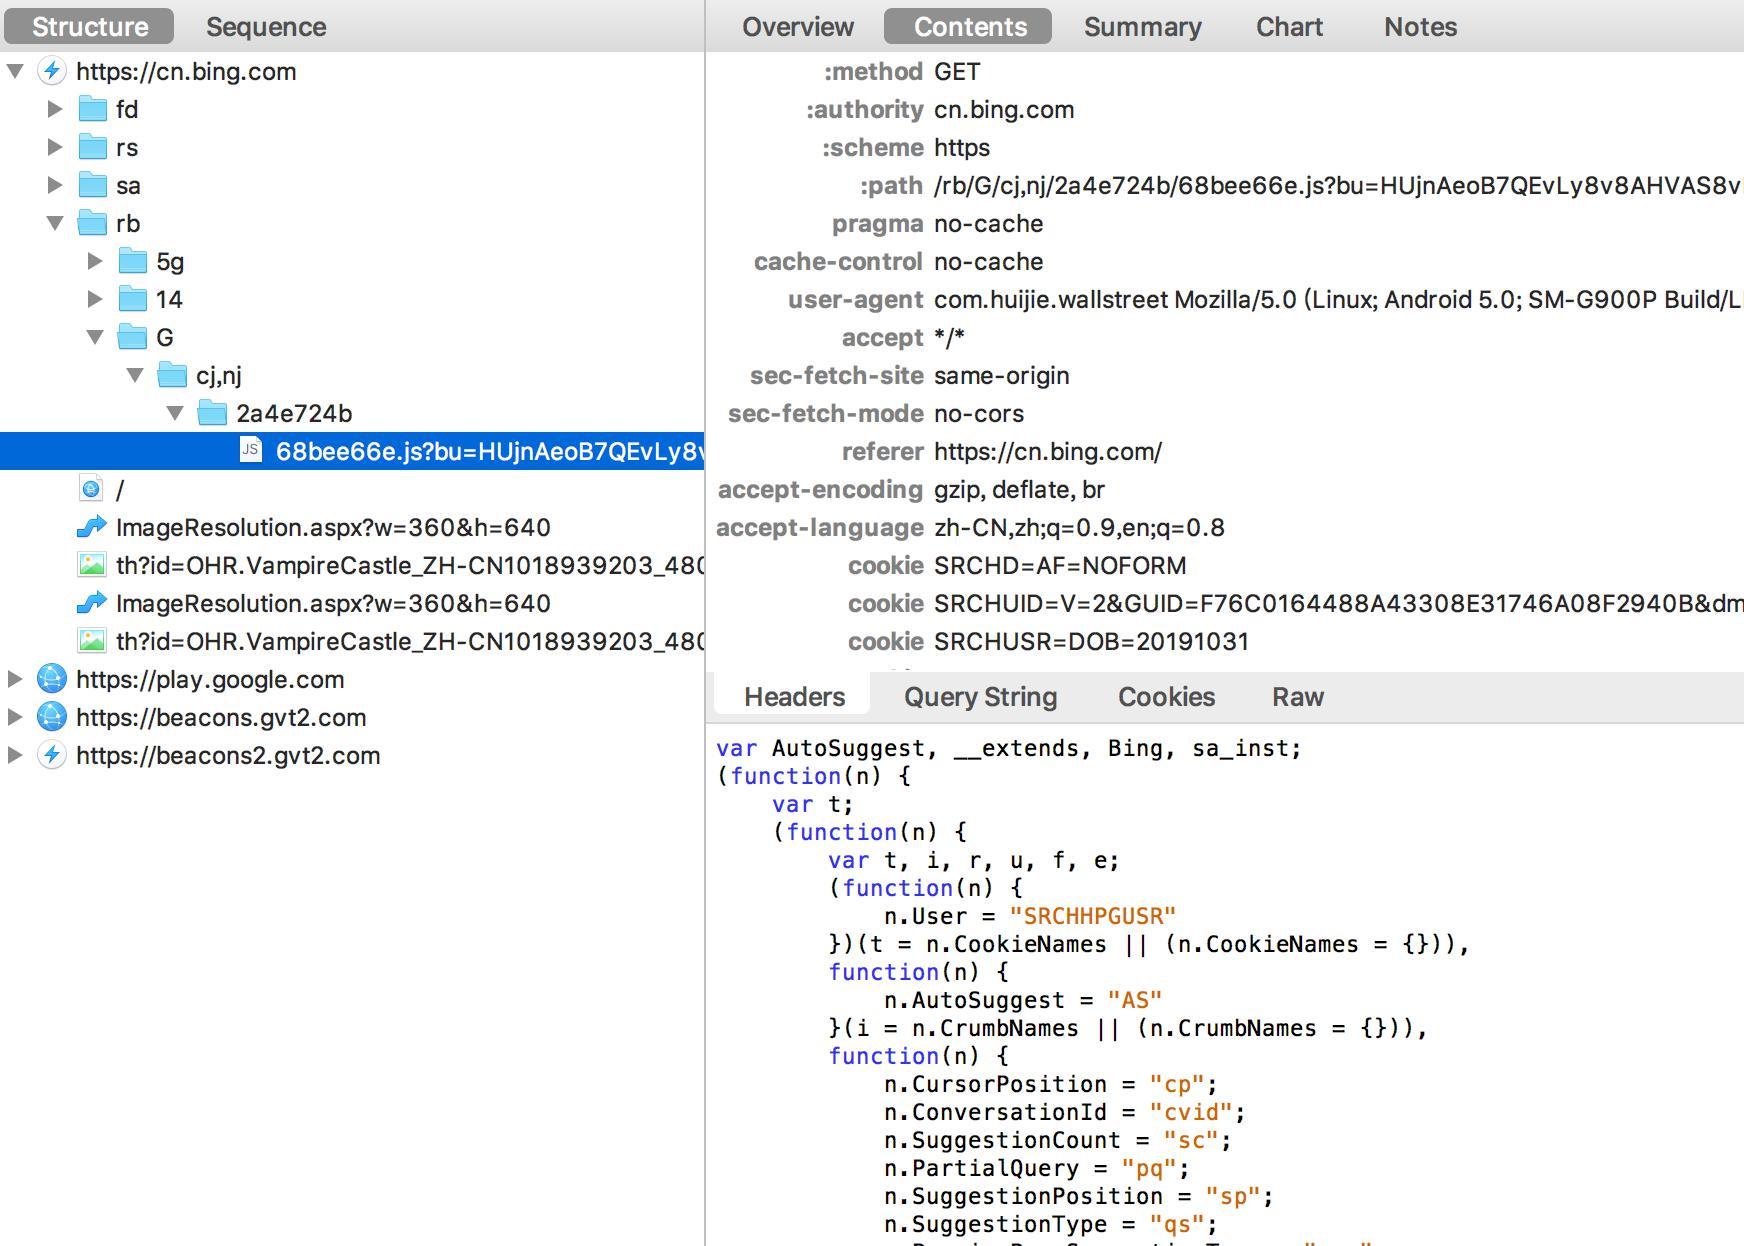 Structure
Sequence
https://cn.bing.com
fd
rs
sa
rb
5g
14
G
cj,nj
2a4e724b
JS 68bee66e.js?bu=HUjnAeoB7QEvLy8v
/
ImageResolution.aspx?w=360&h=640
th?id=OHR.VampireCastle_ZH-CN1018939203_480
ImageResolution.aspx?w=360&h=640
th?id=OHR.VampireCastle_ZH-CN1018939203_480
https://play.google.com
https://beacons.gvt2.com
https://beacons2.gvt2.com
Overview Contents Summary Chart Notes
:method GET
:authority cn.bing.com
:scheme https
:path /rb/G/cj,nj/2a4e724b/68bee66e.js?bu=HUjnAeoB7QEvLy8v8AHVAS8v
pragma no-cache
cache-control no-cache
user-agent com.huijie.wallstreet Mozilla/5.0 (Linux; Android 5.0; SM-G900P Build/L
accept */*
sec-fetch-site same-origin
sec-fetch-mode no-cors
referer https://cn.bing.com/
accept-encoding gzip, deflate, br
accept-language zh-CN,zh;q=0.9,en;q=0.8
cookie SRCHD=AF=NOFORM
cookie SRCHUID=V=2&GUID=F76C0164488A43308E31746A08F2940B&dm
cookie SRCHUSR=DOB=20191031
Headers Query String Cookies Raw
var AutoSuggest, __extends, Bing, sa_inst;
(function(n) {
var t;
(function(n) {
var t, i, r, u, f, e;
(function(n) {
n.User = "SRCHHPGUSR"
})(t = n.CookieNames || (n.CookieNames = {})),
function(n) {
n.AutoSuggest = "AS"
}(i = n.CrumbNames || (n.CrumbNames = {})),
function(n) {
n.CursorPosition = "cp";
n.ConversationId = "cvid";
n.SuggestionCount = "sc";
n.PartialQuery = "pq";
n.SuggestionPosition = "sp";
n.SuggestionType = "qs";